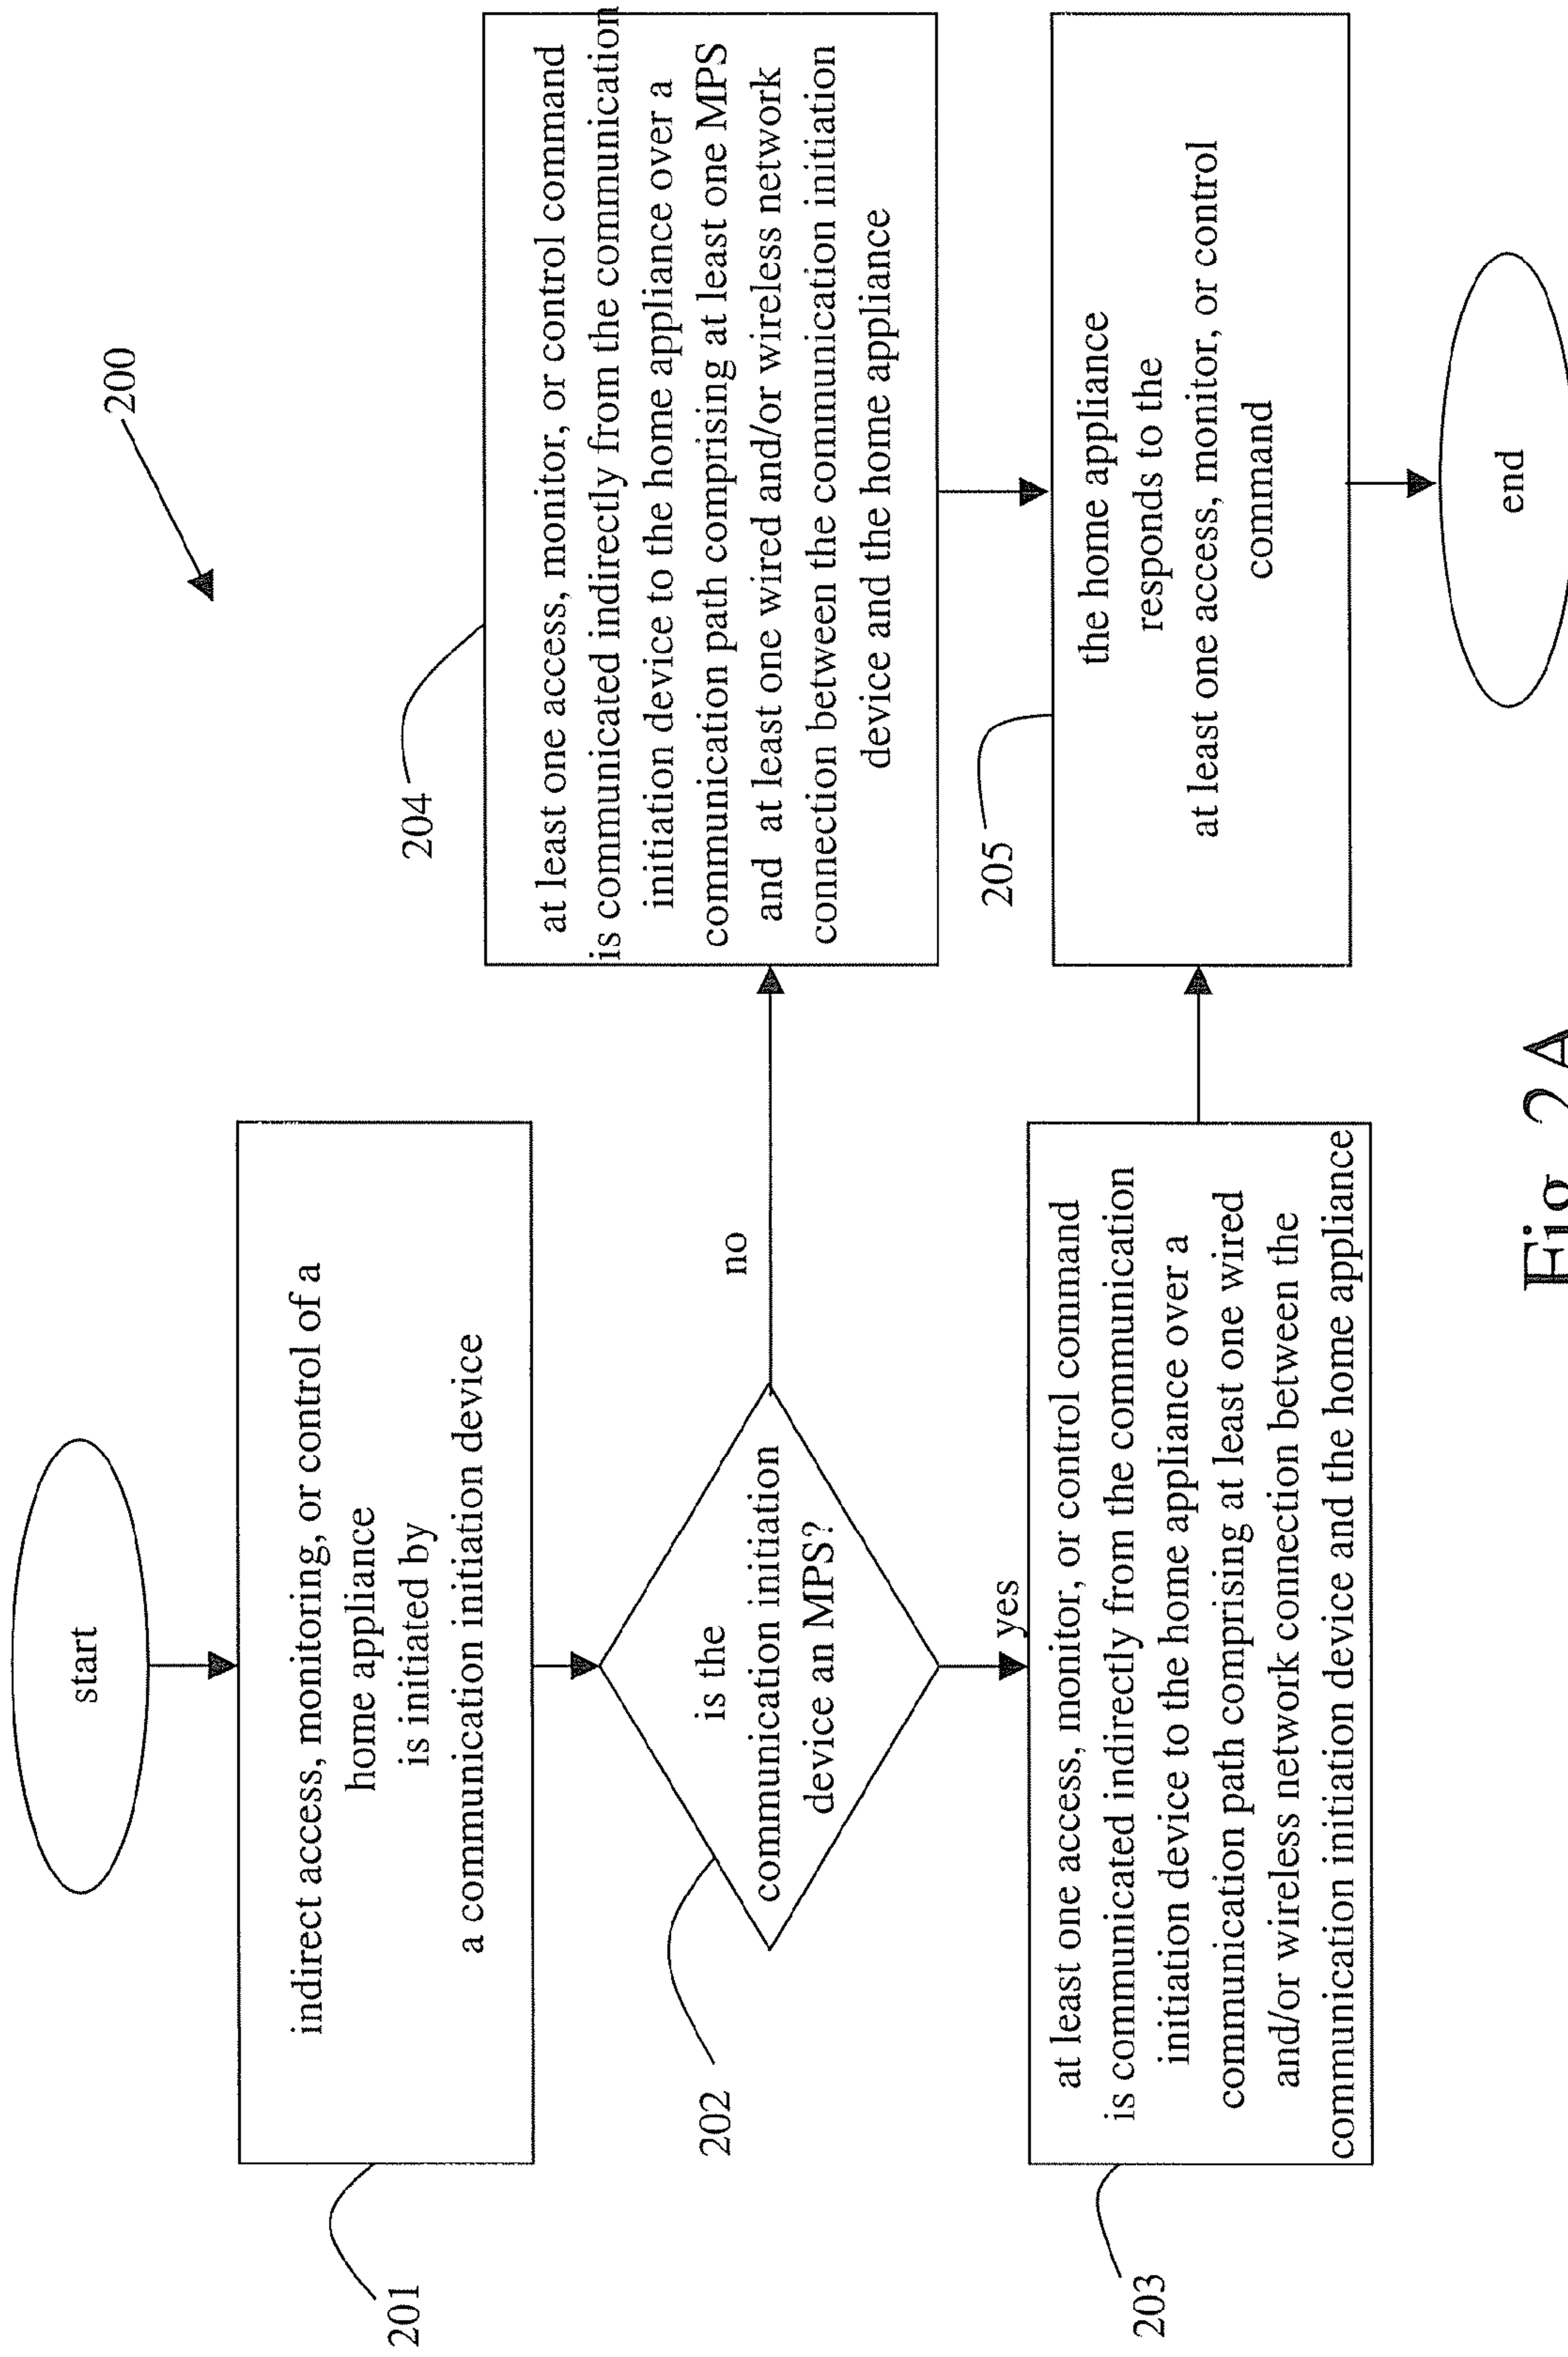 200
start
201
indirect access, monitoring, or control of a
home appliance
is initiated by
a communication initiation device
202
is the
communication initiation
device an MPS?
no
yes
203
at least one access, monitor, or control command
is communicated indirectly from the communication
initiation device to the home appliance over a
communication path comprising at least one wired
and/or wireless network connection between the
communication initiation device and the home appliance
204
at least one access, monitor, or control command
is communicated indirectly from the communication
initiation device to the home appliance over a
communication path comprising at least one MPS
and at least one wired and/or wireless network
connection between the communication initiation
device and the home appliance
205
the home appliance
responds to the
at least one access, monitor, or control
command
end
Fig. 2A